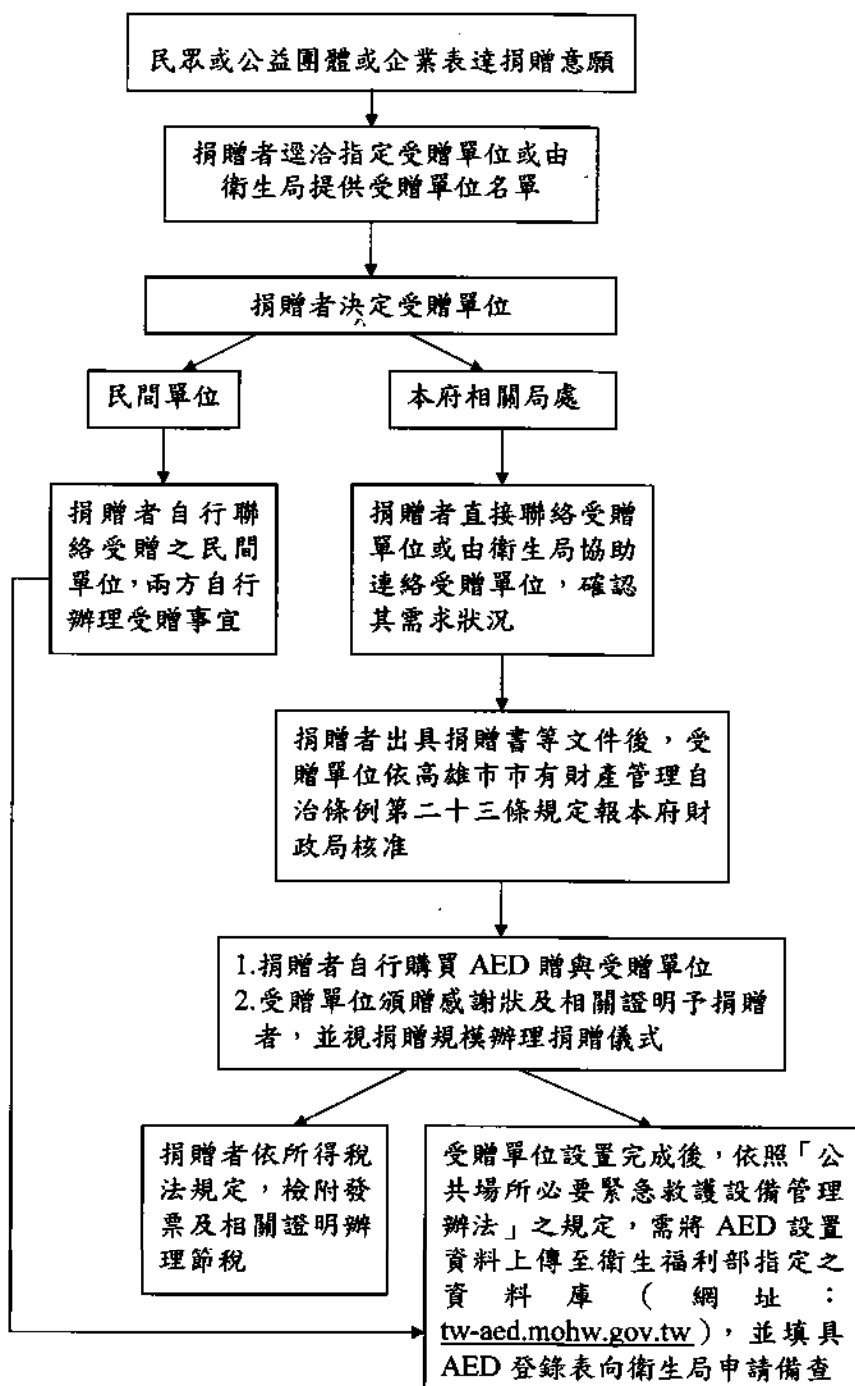 民眾或公益團體或企業表達捐贈意願
捐贈者逕洽指定受贈單位或由
衛生局提供受贈單位名單
捐贈者決定受贈單位
民間單位
本府相關局處
捐贈者自行聯
絡受贈之民間
單位，兩方自行
辦理受贈事宜
捐贈者直接聯絡受贈
單位或由衛生局協助
連絡受贈單位，確認
其需求狀況
捐贈者出具捐贈書等文件後，受
贈單位依高雄市市有財產管理自
治條例第二十三條規定報本府財
政局核准
1.捐贈者自行購買 AED 贈與受贈單位
2.受贈單位頒贈感謝狀及相關證明予捐贈
者，並視捐贈規模辦理捐贈儀式
捐贈者依所得稅
法規定，檢附發
票及相關證明辦
理節稅
受贈單位設置完成後，依照「公
共場所必要緊急救護設備管理
辦法」之規定，需將 AED 設置
資料上傳至衛生福利部指定之
資料庫（網址：
tw-aed.mohw.gov.tw），並填具
AED 登錄表向衛生局申請備查